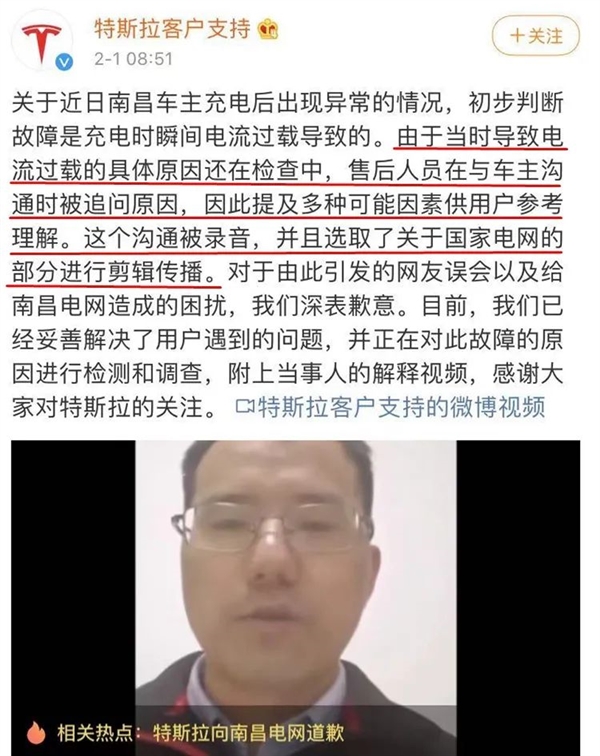 特斯拉客户支持
2-1 08:51
+关注
关于近日南昌车主充电后出现异常的情况，初步判断
故障是充电时瞬间电流过载导致的。由于当时导致电
流过载的具体原因还在检查中，售后人员在与车主沟
通时被追问原因，因此提及多种可能因素供用户参考
理解。这个沟通被录音，并且选取了关于国家电网的
部分进行剪辑传播。对于由此引发的网友误会以及给
南昌电网造成的困扰，我们深表歉意。目前，我们已
经妥善解决了用户遇到的问题，并正在对此故障的原
因进行检测和调查，附上当事人的解释视频，感谢大
家对特斯拉的关注。特斯拉客户支持的微博视频
相关热点：特斯拉向南昌电网道歉